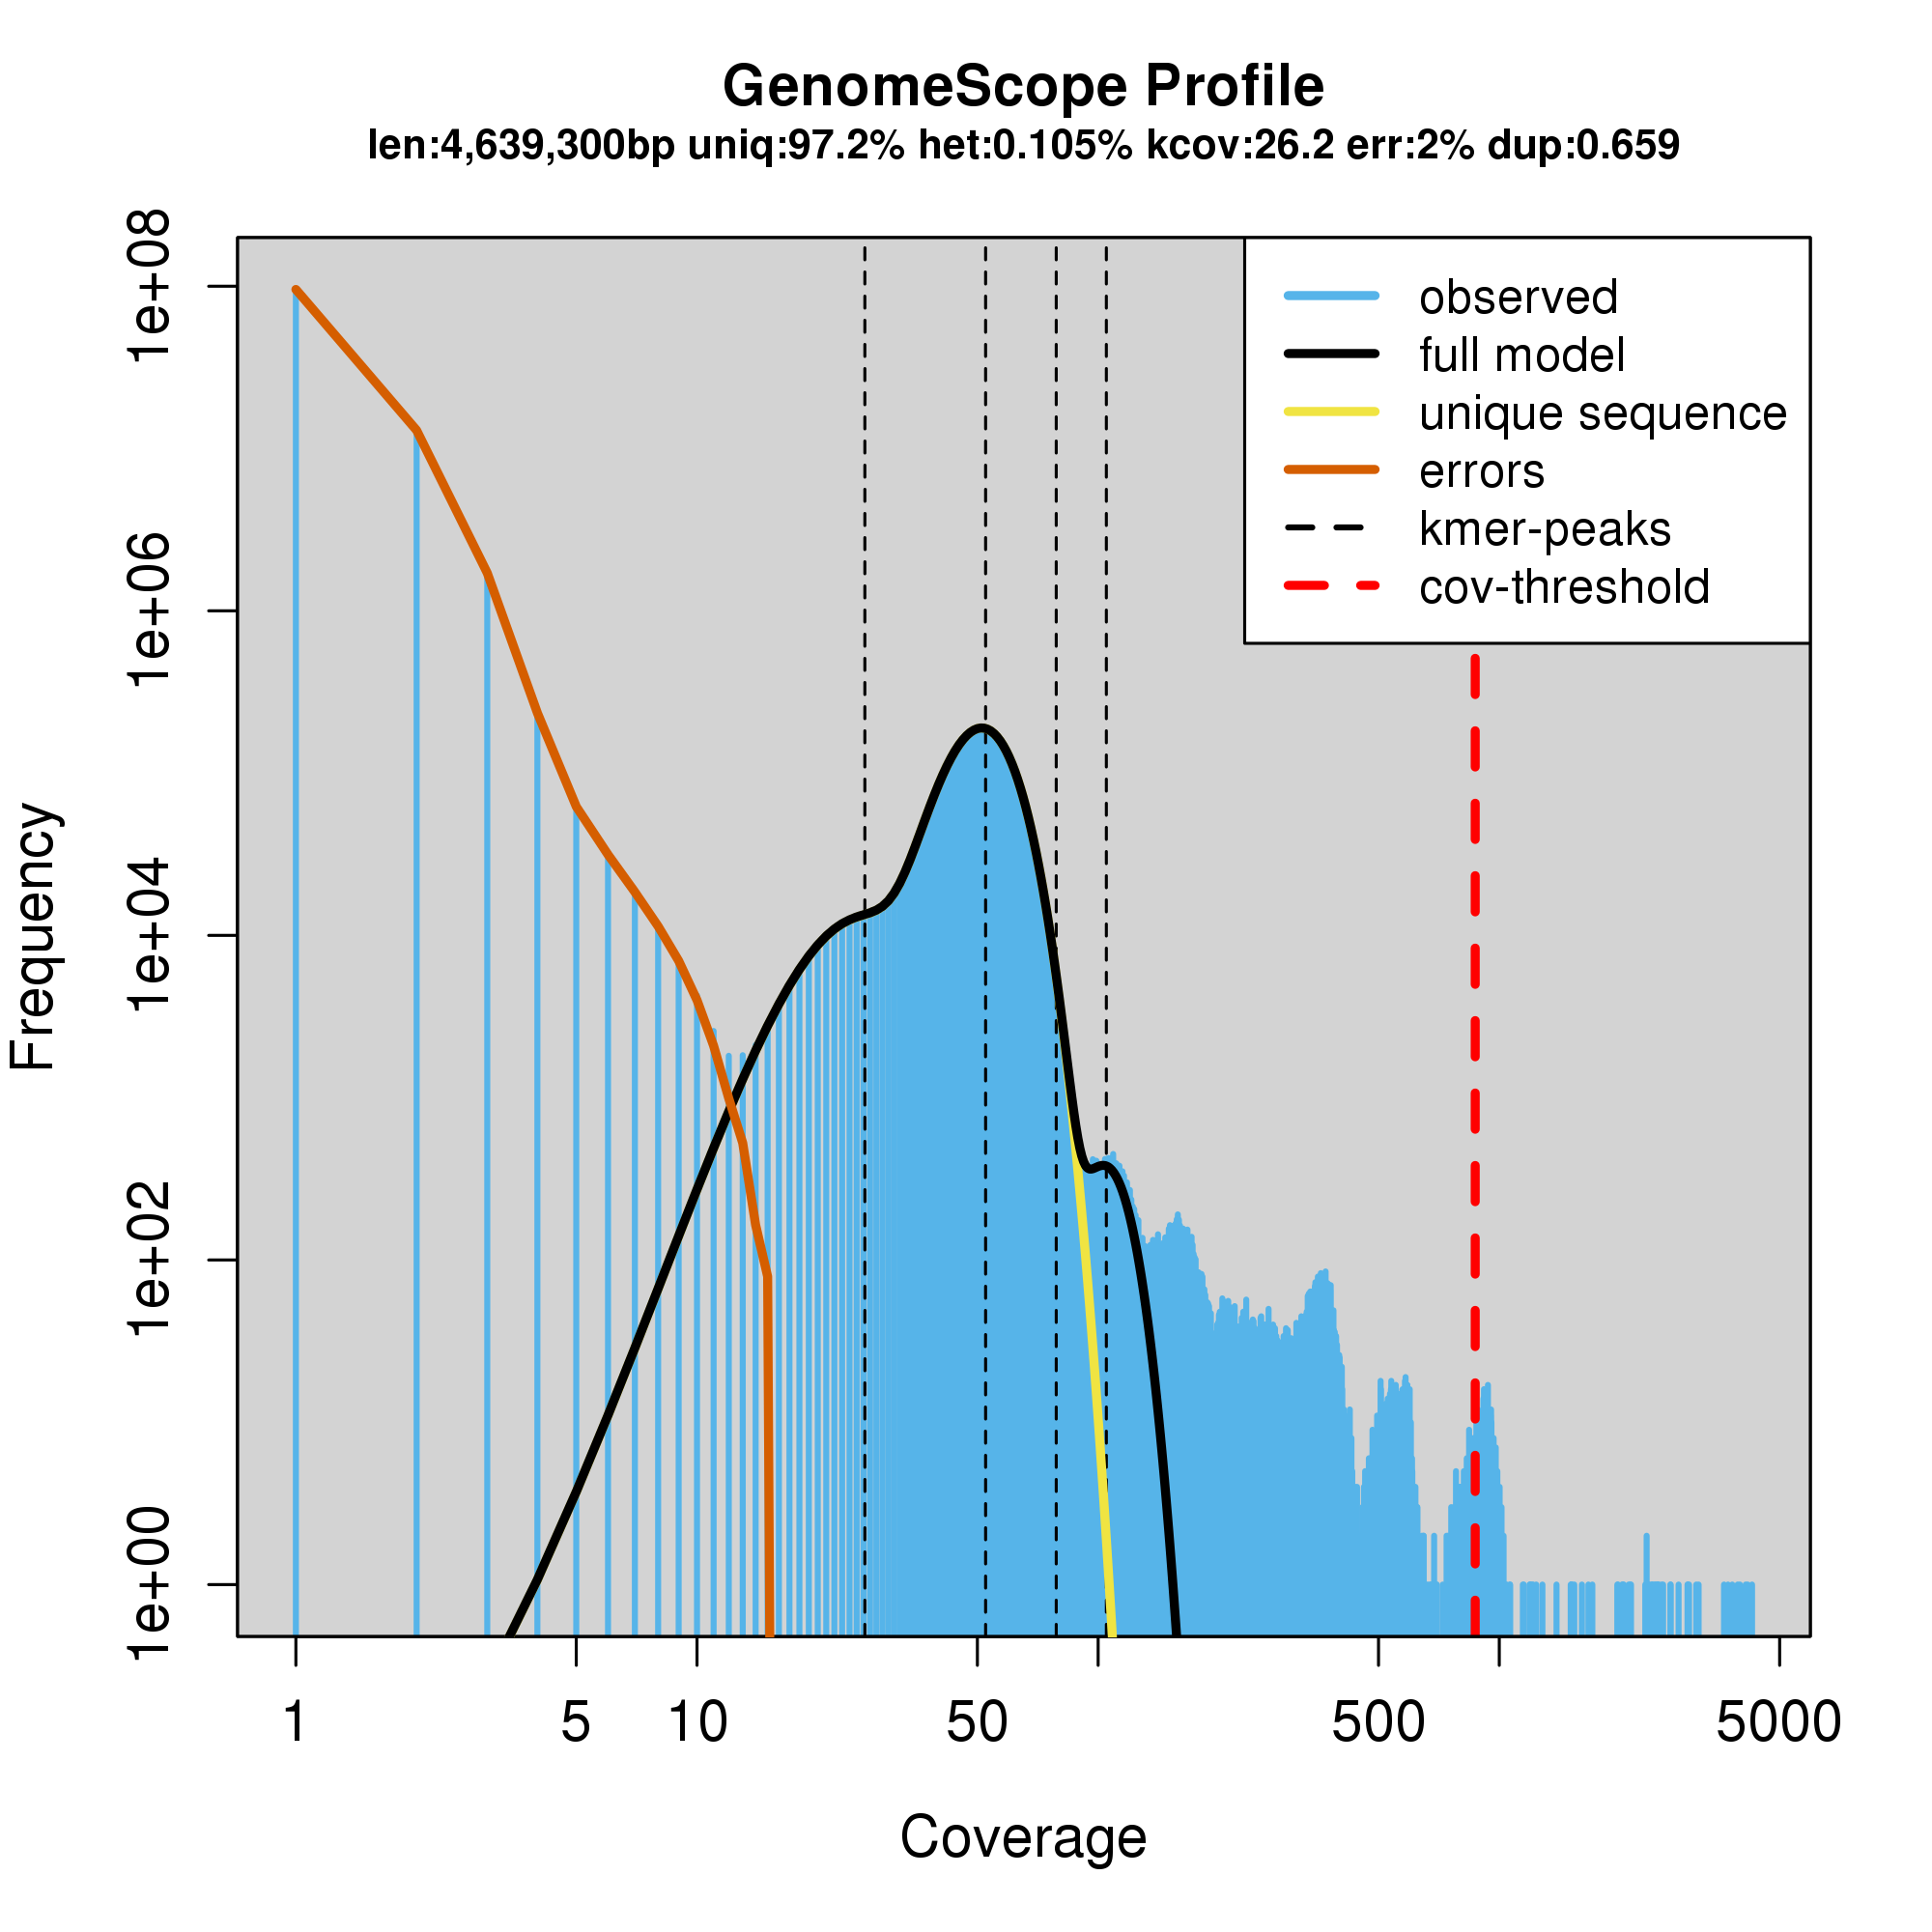 GenomeScope Profile
len:4,639,300bp uniq:97.2% het:0.105% kcov:26.2 err:2% dup:0.659
observed
full model
unique sequence
errors
kmer-peaks
cov-threshold
Frequency
1e+08
1e+06
1e+04
1e+02
1e+00
1 5 10 50 500 5000
Coverage